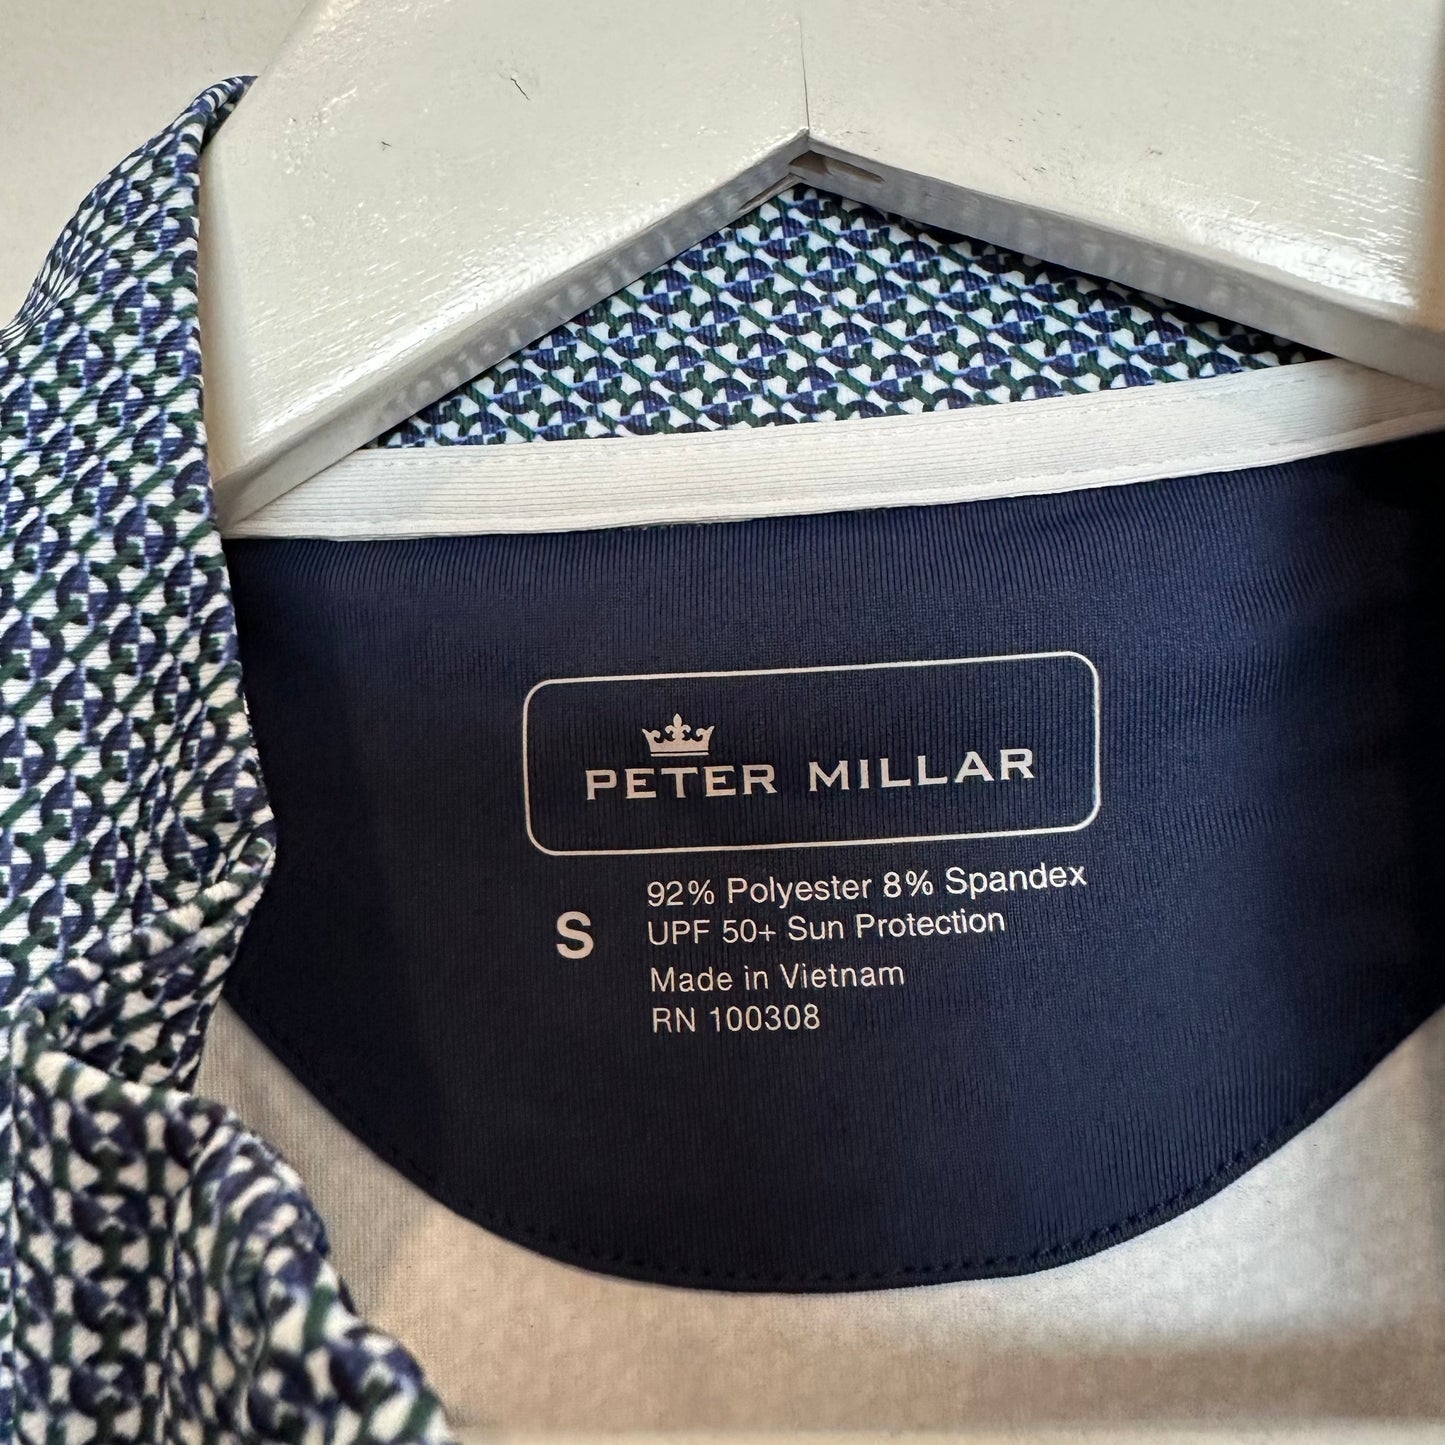 PETER MILLAR
S
92% Polyester 8% Spandex
UPF 50+ Sun Protection
Made in Vietnam
RN 100308